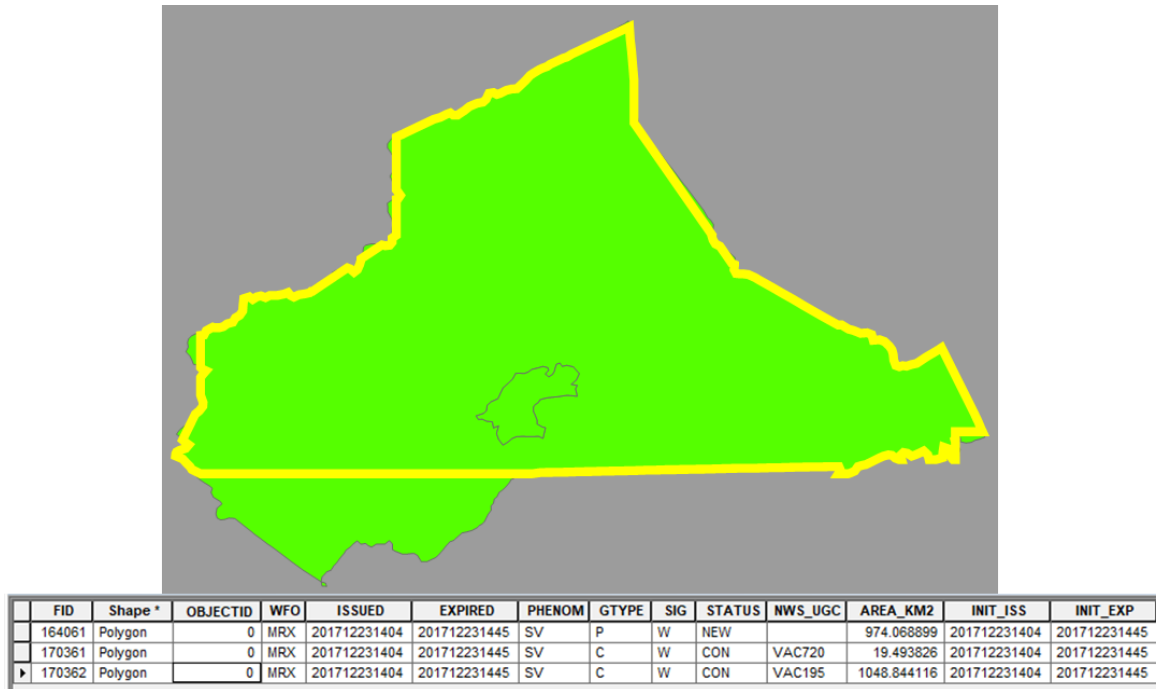 FID Shape * OBJECTID WFO ISSUED EXPIRED PHENOM GTYPE SIG STATUS NWS_UGC AREA_KM2 INIT_ISS INIT_EXP
164061 Polygon 0 MRX 201712231404 201712231445 SV P W NEW 974.068899 201712231404 201712231445
170361 Polygon 0 MRX 201712231404 201712231445 SV C W CON VAC720 19.493826 201712231404 201712231445
170362 Polygon 0 MRX 201712231404 201712231445 SV C W CON VAC195 1048.844116 201712231404 201712231445